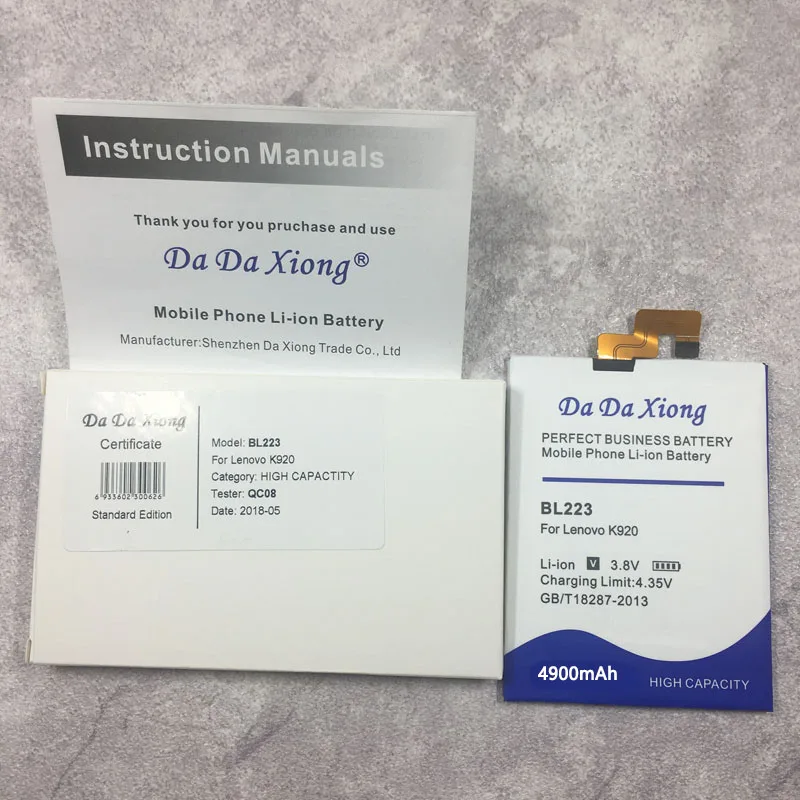 Instruction Manuals
Thank you for you pruchase and use
Da Da Xiong®
Mobile Phone Li-ion Battery
Manufacturer:Shenzhen Da Xiong Trade Co., Ltd
Da Da Xiong
Certificate
6 933602 300626
Standard Edition
Model: BL223
For Lenovo K920
Category: HIGH CAPACTITY
Tester: QC08
Date: 2018-05
Da Da Xiong
PERFECT BUSINESS BATTERY
Mobile Phone Li-ion Battery
BL223
For Lenovo K920
Li-ion V 3.8V
Charging Limit:4.35V
GB/T18287-2013
4900mAh
HIGH CAPACITY